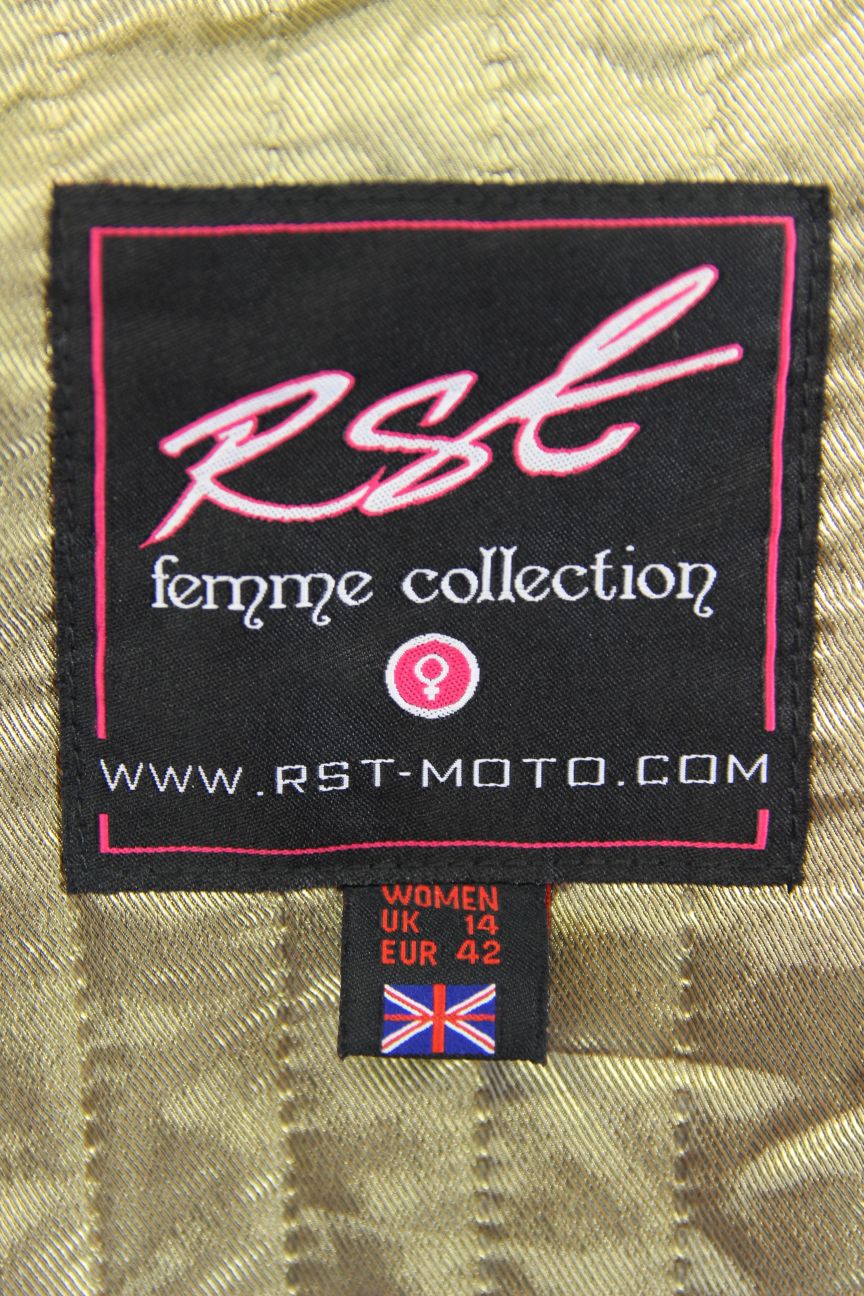 RSt
femme collection
WWW.RST-MOTO.COM
WOMEN
UK 14
EUR 42